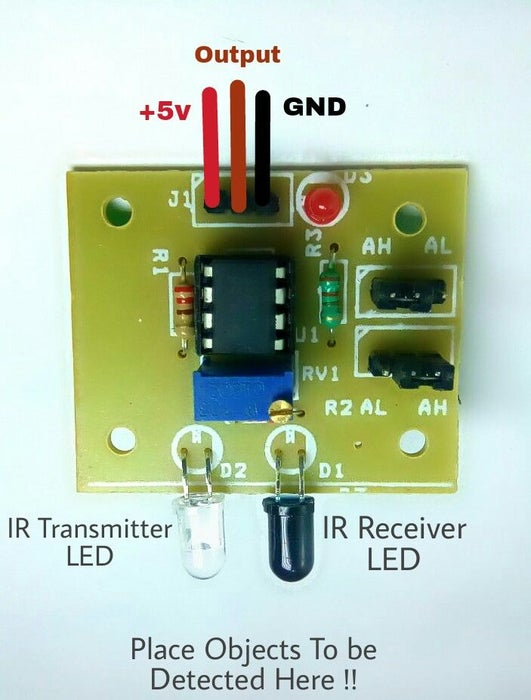 Output
+5v
GND
J1
D3
R1
R3
AH AL
U1
RV1
R2 AL AH
D2
D1
IR Transmitter
LED
IR Receiver
LED
Place Objects To be
Detected Here !!